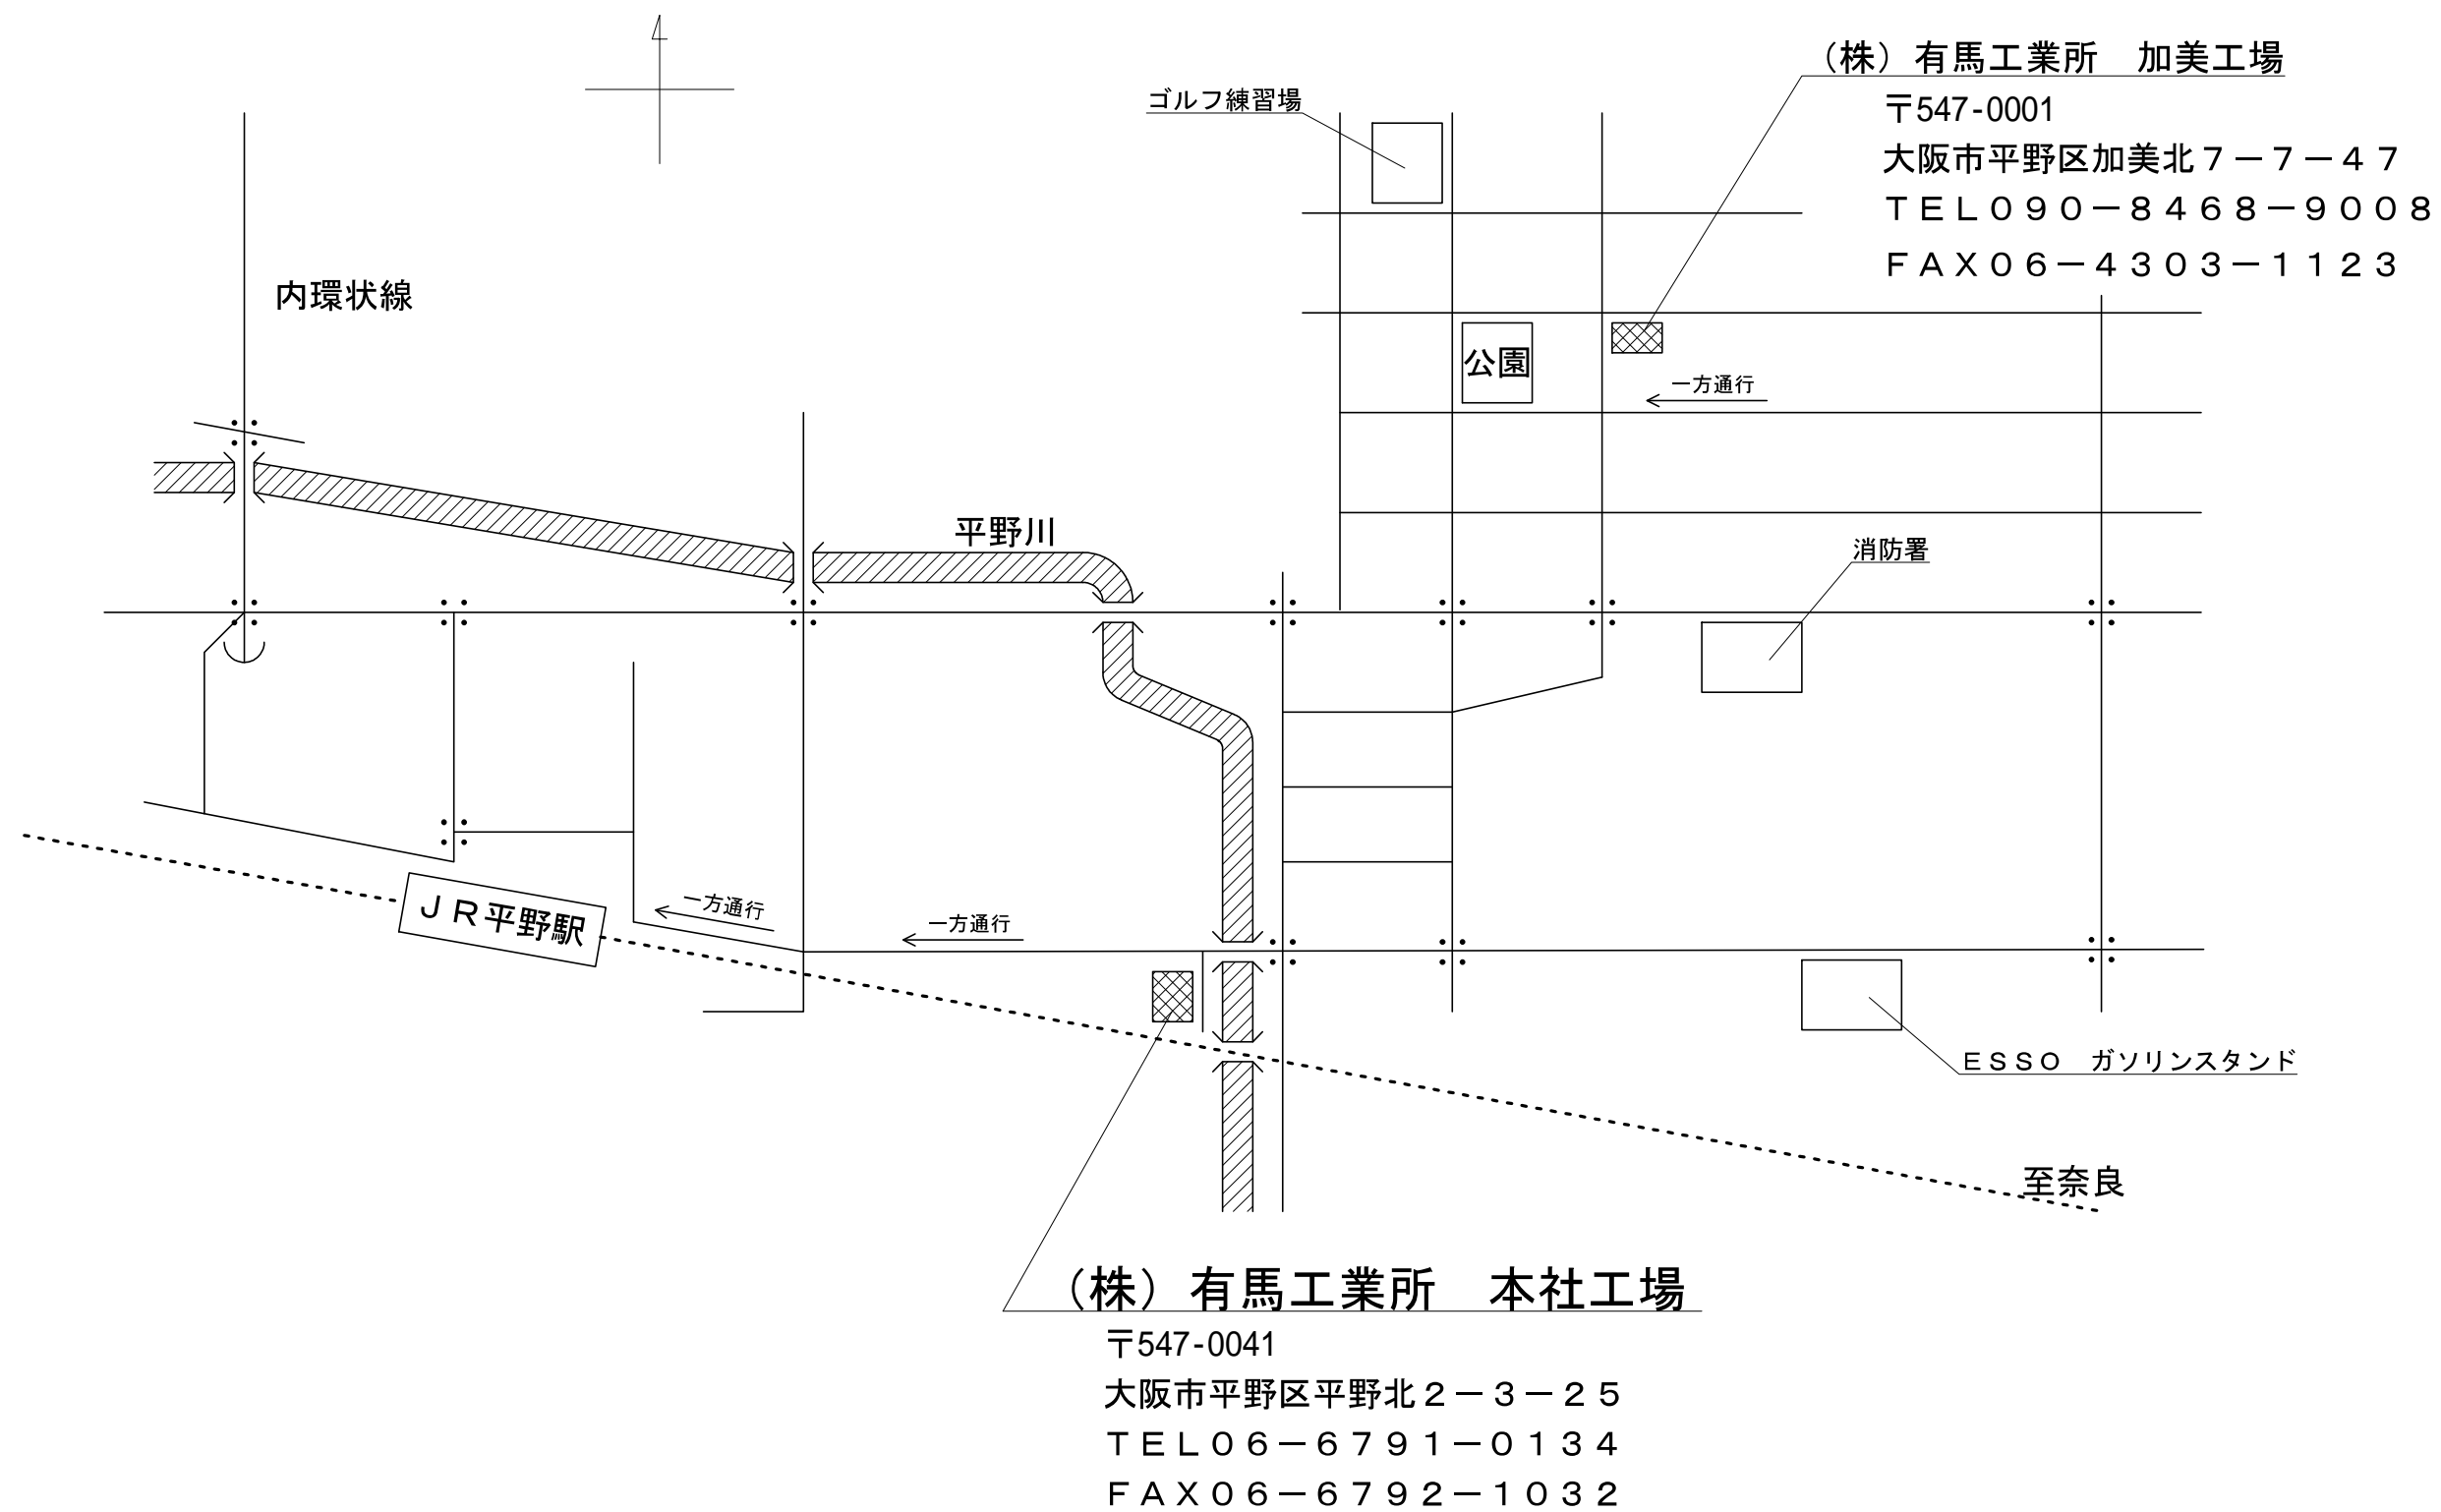 （株）有馬工業所　加美工場
〒547-0001
大阪市平野区加美北７－７－４７
ＴＥＬ０９０－８４６８－９００８
ＦＡＸ０６－４３０３－１１２３
ゴルフ練習場
内環状線
公園
一方通行
平野川
消防署
ＪＲ平野駅
一方通行
一方通行
ＥＳＳＯ　ガソリンスタンド
至奈良
（株）有馬工業所　本社工場
〒547-0041
大阪市平野区平野北２－３－２５
ＴＥＬ０６－６７９１－０１３４
ＦＡＸ０６－６７９２－１０３２